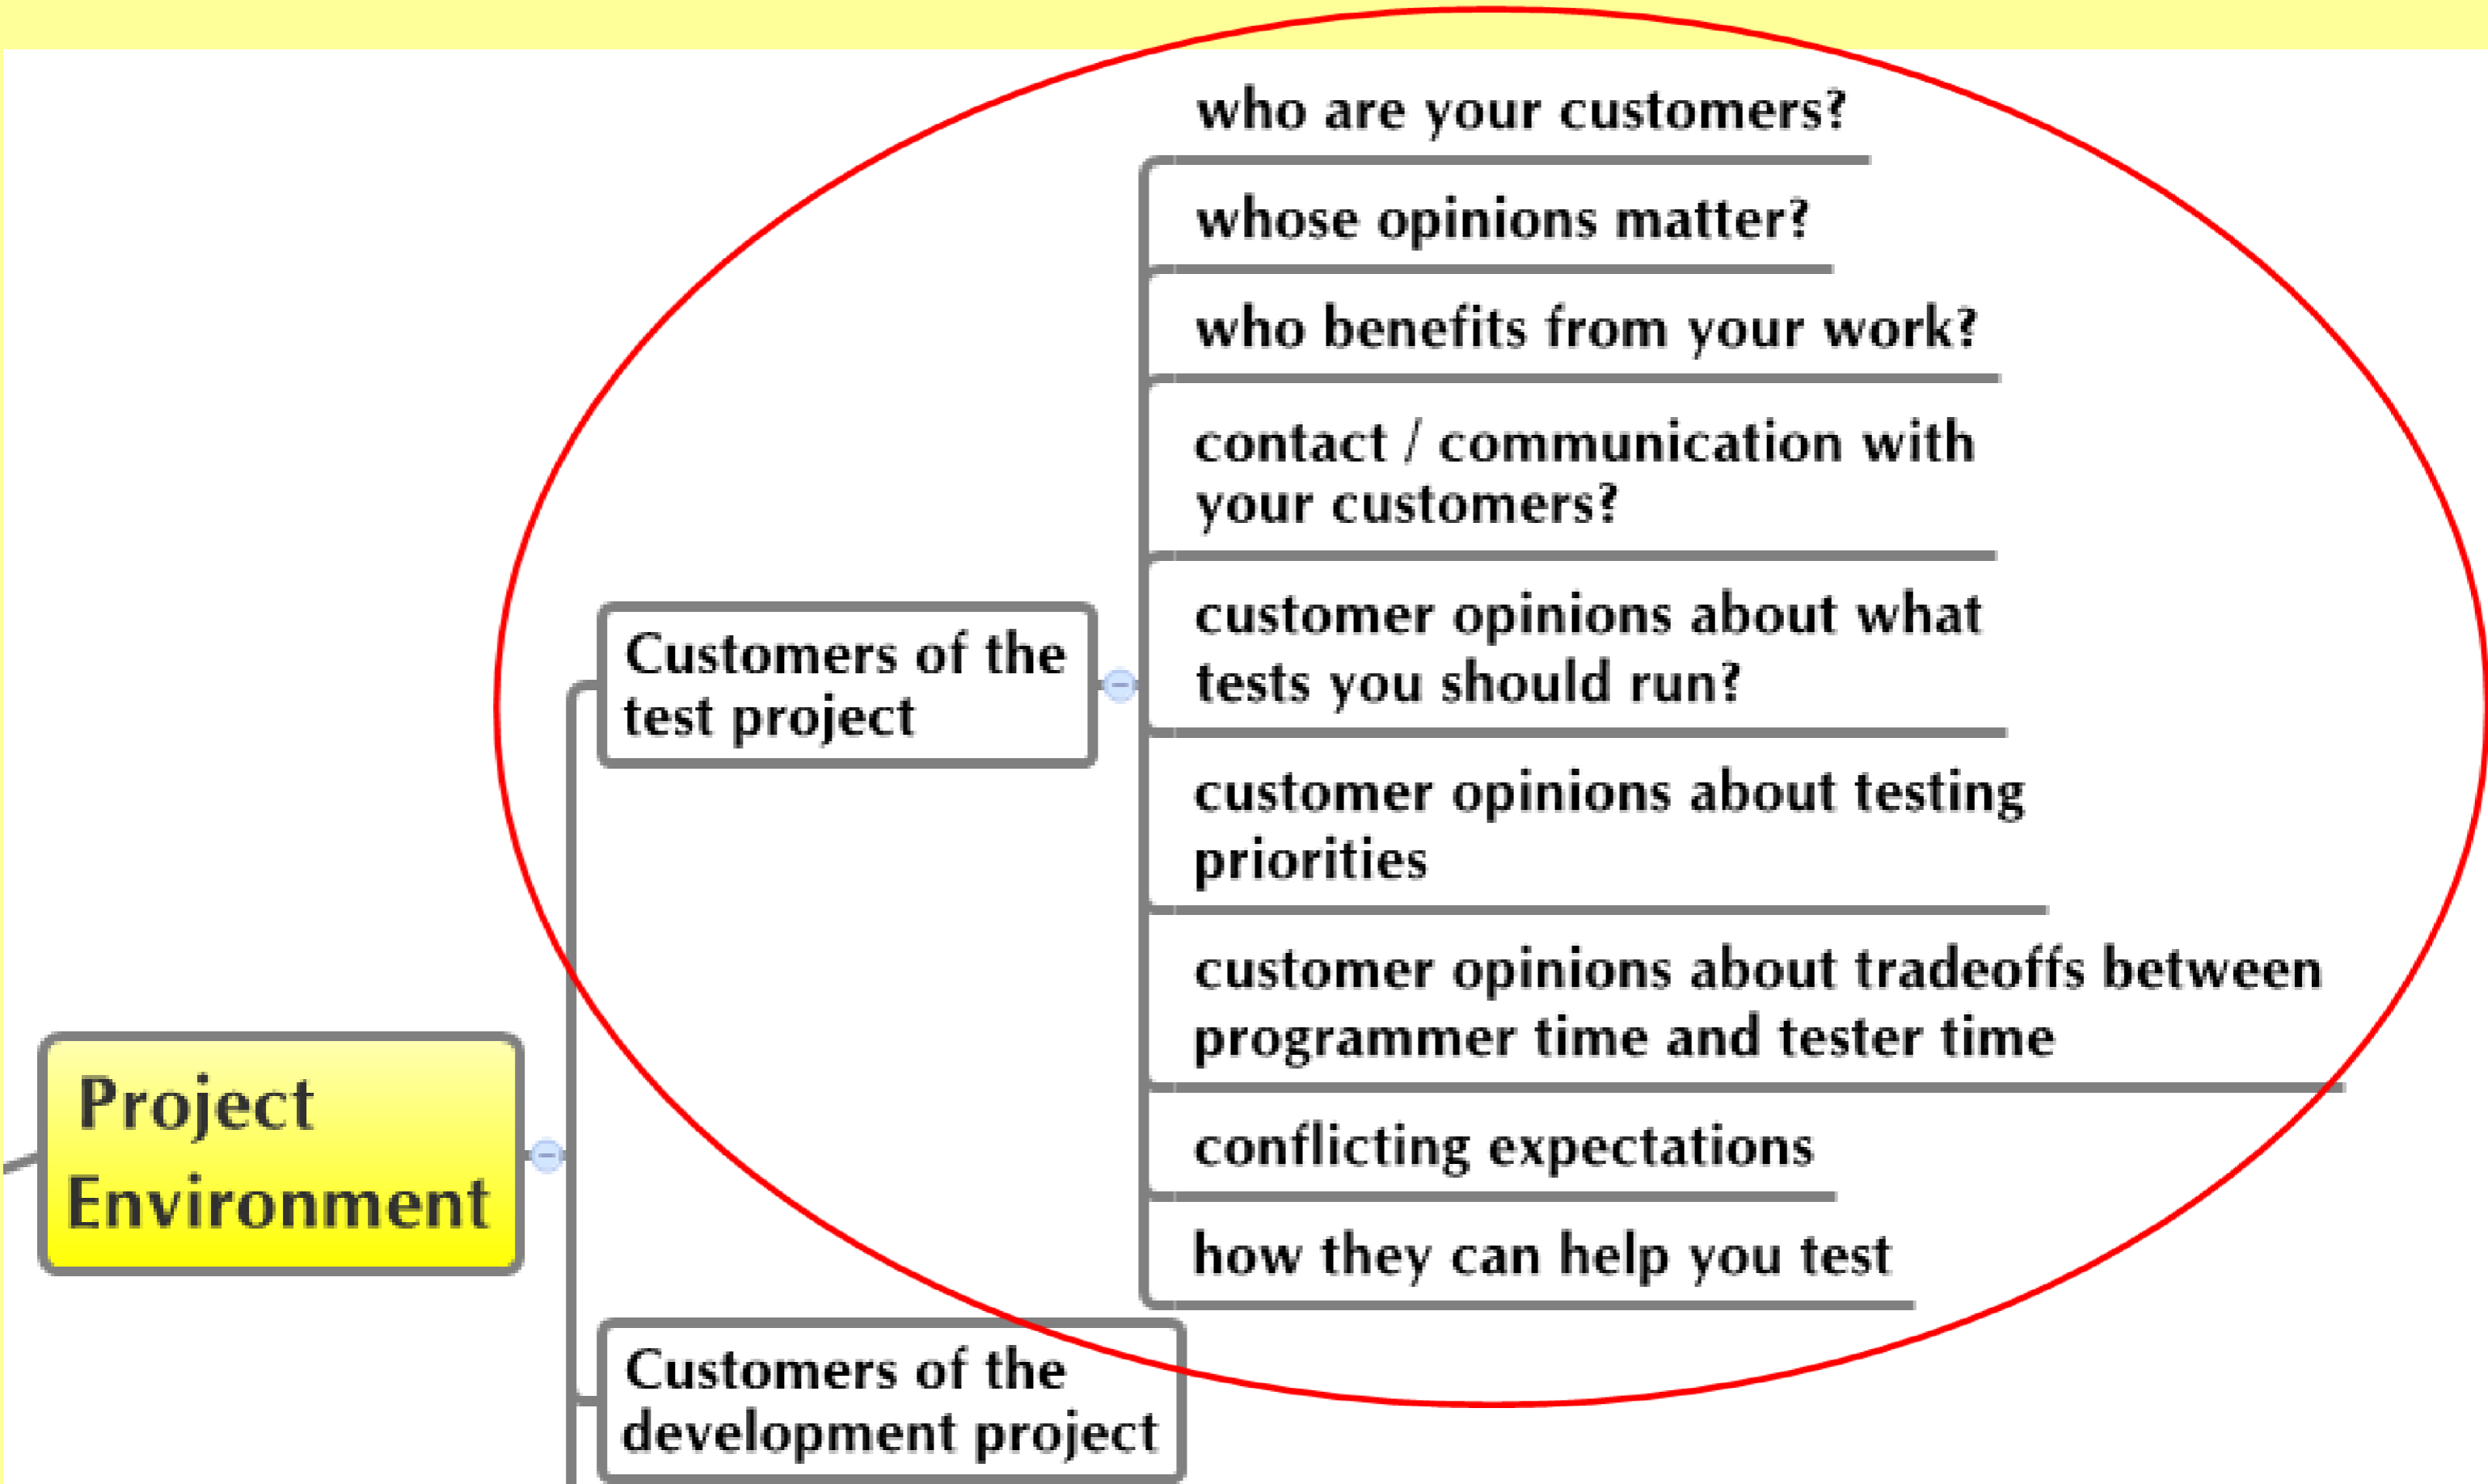 who are your customers?
whose opinions matter?
who benefits from your work?
contact / communication with
your customers?
customer opinions about what
tests you should run?
Customers of the
test project
customer opinions about testing
priorities
customer opinions about tradeoffs between
programmer time and tester time
Project
Environment
conflicting expectations
how they can help you test
Customers of the
development project